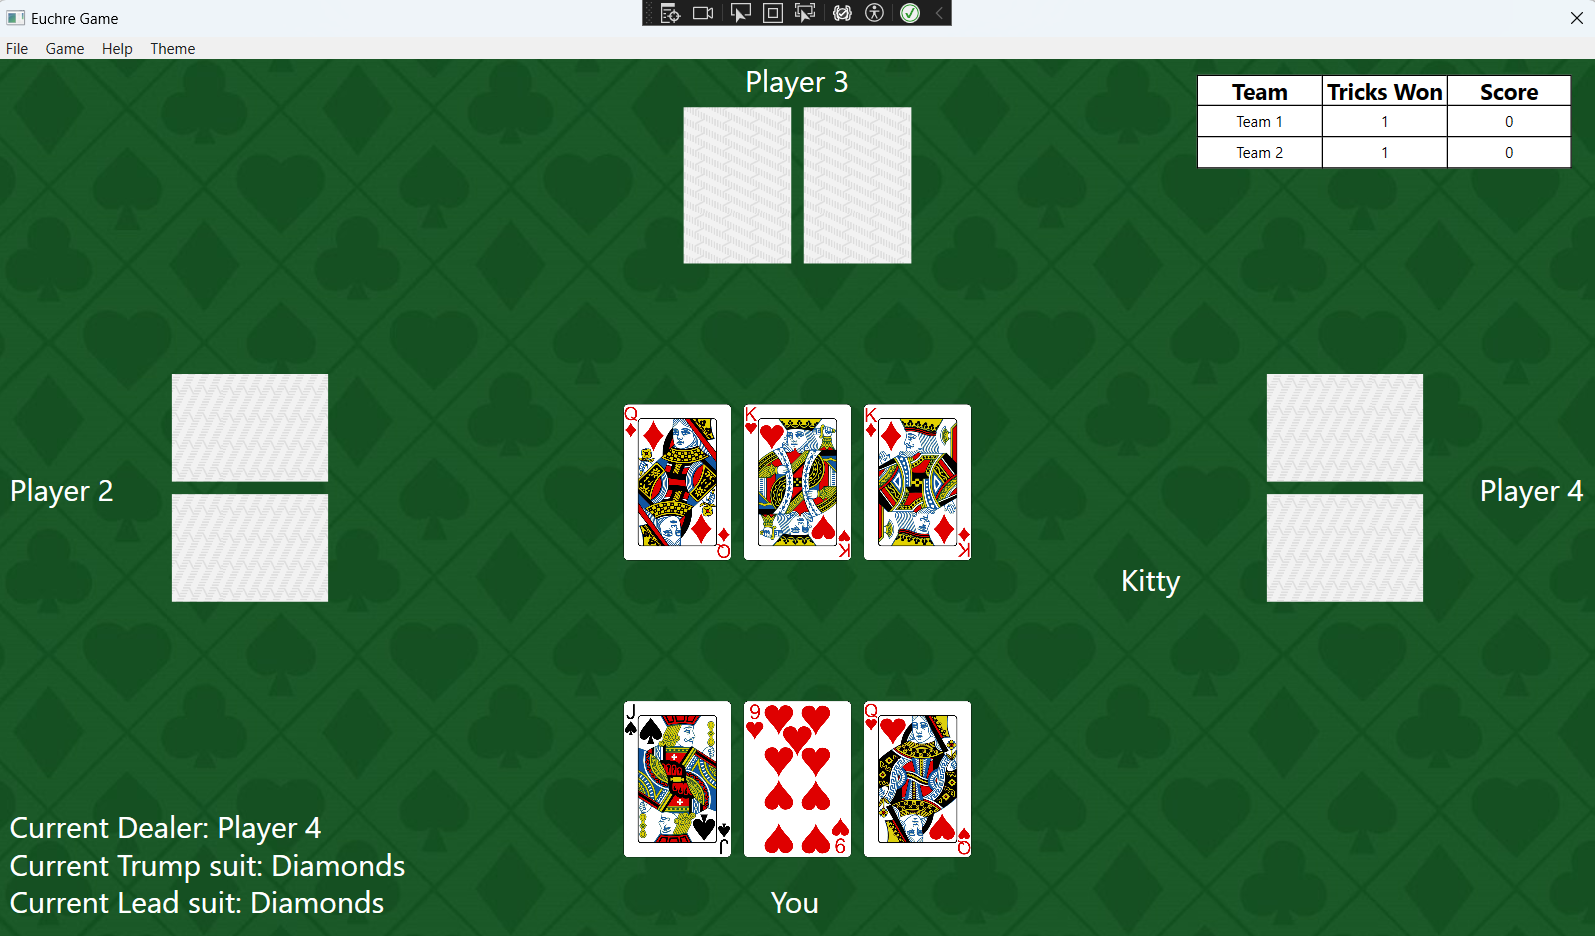 Euchre Game
File Game Help Theme
Player 3
Team Tricks Won Score
Team 1 1 0
Team 2 1 0
Q K K
Q K K
Player 2
Player 4
Kitty
J 9 Q
J 9 Q
Current Dealer: Player 4
Current Trump suit: Diamonds
Current Lead suit: Diamonds
You